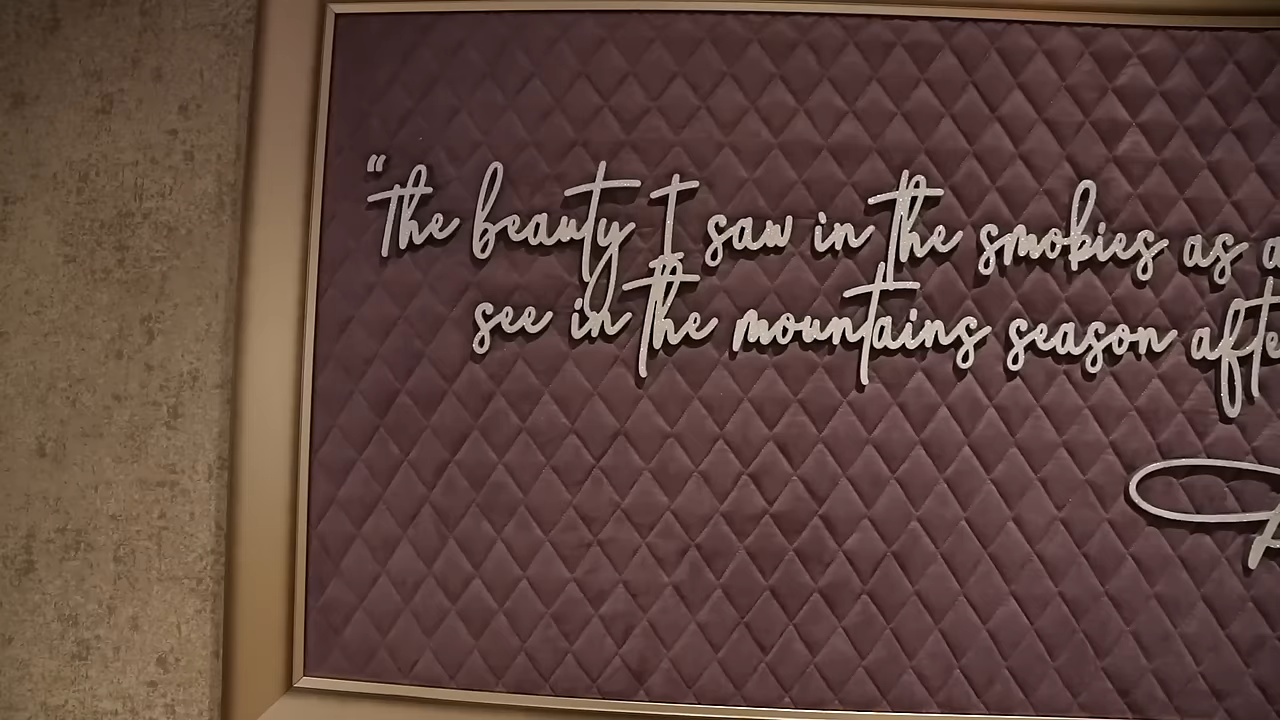 "the beauty I saw in the smokies as a
see in the mountains season afte